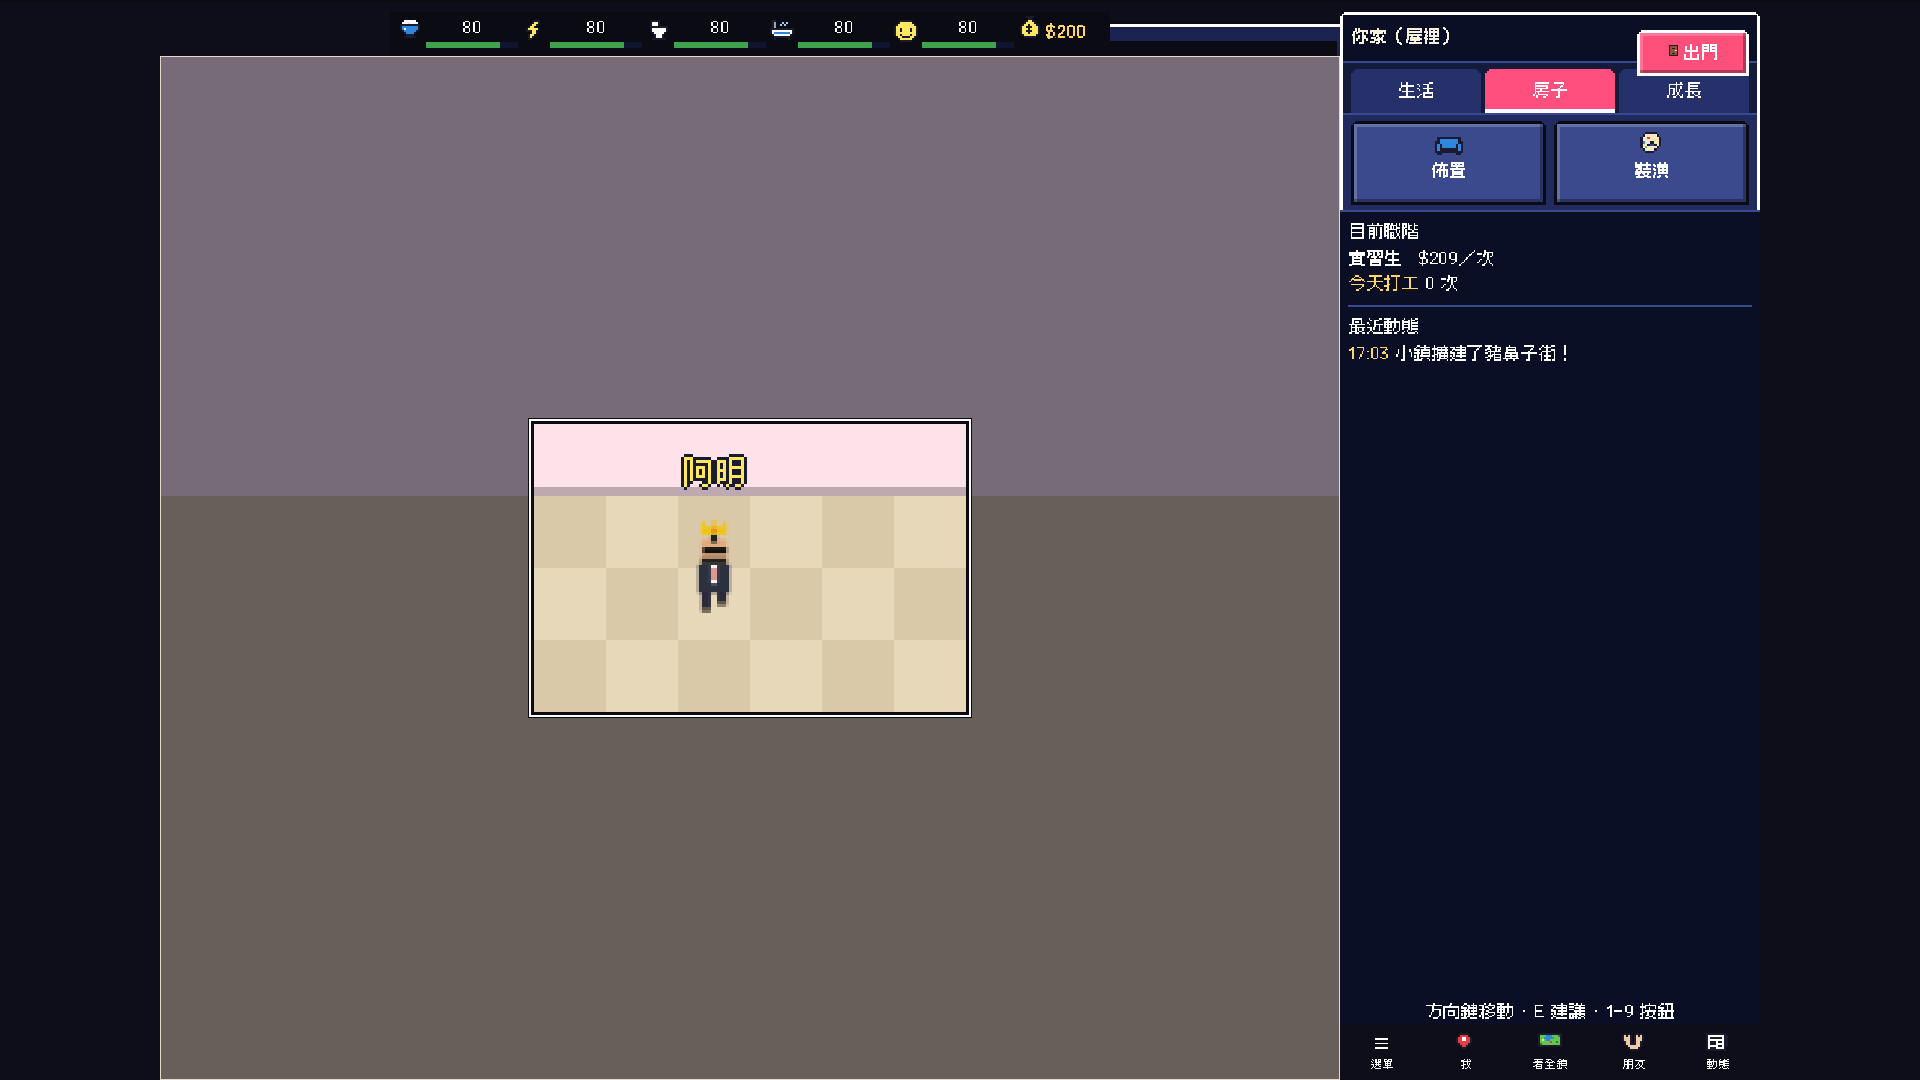 80
80
80
80
80
$200
你家（屋裡）
出門
生活
房子
成長
佈置
裝潢
目前職階
實習生 $209／次
今天打工 0 次
最近動態
17:03 小鎮擴建了豬鼻子街！
阿明
方向鍵移動 · E 建議 · 1-9 按鈕
選單
我
看全鎮
朋友
動態